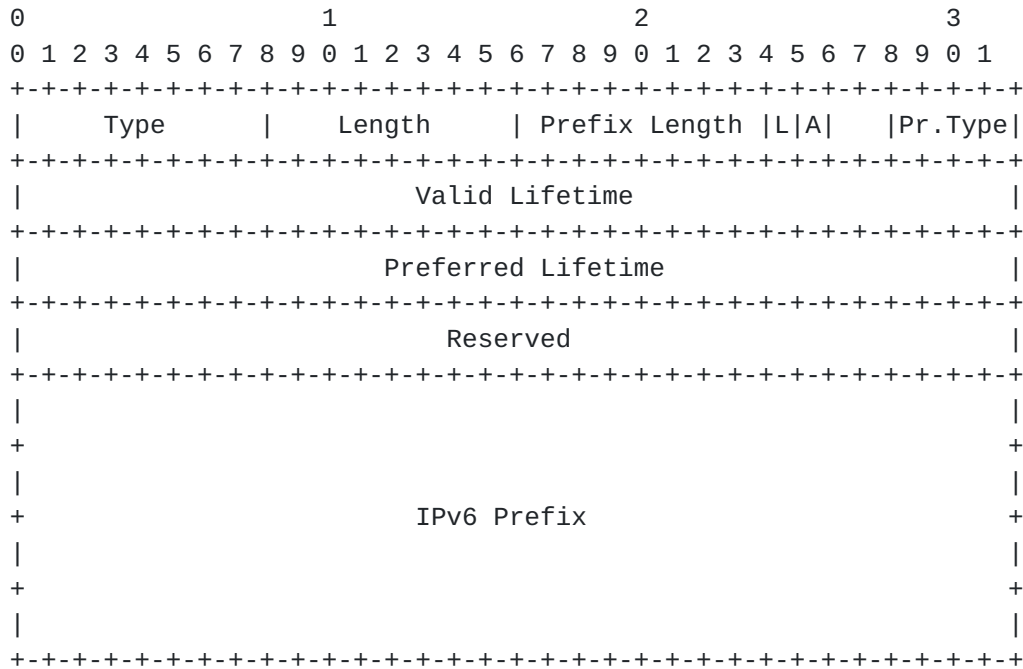 0                   1                   2                   3
0 1 2 3 4 5 6 7 8 9 0 1 2 3 4 5 6 7 8 9 0 1 2 3 4 5 6 7 8 9 0 1
+-+-+-+-+-+-+-+-+-+-+-+-+-+-+-+-+-+-+-+-+-+-+-+-+-+-+-+-+-+-+-+-+
|     Type      |    Length     | Prefix Length |L|A|   |Pr.Type|
+-+-+-+-+-+-+-+-+-+-+-+-+-+-+-+-+-+-+-+-+-+-+-+-+-+-+-+-+-+-+-+-+
|                         Valid Lifetime                        |
+-+-+-+-+-+-+-+-+-+-+-+-+-+-+-+-+-+-+-+-+-+-+-+-+-+-+-+-+-+-+-+-+
|                       Preferred Lifetime                      |
+-+-+-+-+-+-+-+-+-+-+-+-+-+-+-+-+-+-+-+-+-+-+-+-+-+-+-+-+-+-+-+-+
|                           Reserved                            |
+-+-+-+-+-+-+-+-+-+-+-+-+-+-+-+-+-+-+-+-+-+-+-+-+-+-+-+-+-+-+-+-+
|                                                               |
+                                                               +
|                                                               |
+                         IPv6 Prefix                           +
|                                                               |
+                                                               +
|                                                               |
+-+-+-+-+-+-+-+-+-+-+-+-+-+-+-+-+-+-+-+-+-+-+-+-+-+-+-+-+-+-+-+-+